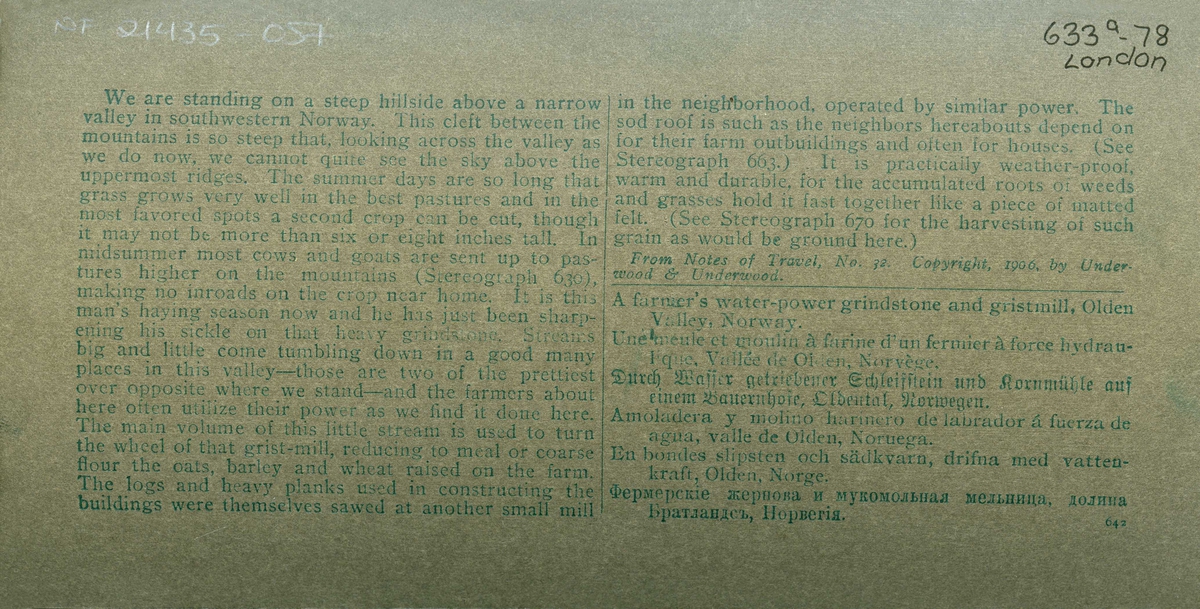 NF 21435 - 057
633a-78
London
We are standing on a steep hillside above a narrow
valley in southwestern Norway. This cleft between the
mountains is so steep that, looking across the valley as
we do now, we cannot quite see the sky above the
uppermost ridges. The summer days are so long that
grass grows very well in the best pastures and in the
most favored spots a second crop can be cut, though
it may not be more than six or eight inches tall. In
midsummer most cows and goats are sent up to pas-
tures higher on the mountains (Stereograph 639),
making no inroads on the crop near home. It is this
man's haying season now and he has just been sharp-
ening his sickle on that heavy grindstone. Streams
big and little come tumbling down in a good many
places in this valley—those are two of the prettiest
over opposite where we stand—and the farmers about
here often utilize their power as we find it done here.
The main volume of this little stream is used to turn
the wheel of that grist-mill, reducing to meal or coarse
flour the oats, barley and wheat raised on the farm.
The logs and heavy planks used in constructing the
buildings were themselves sawed at another small mill
in the neighborhood, operated by similar power. The
sod roof is such as the neighbors hereabouts depend on
for their farm outbuildings and often for houses. (See
Stereograph 663.) It is practically weather-proof,
warm and durable, for the accumulated roots of weeds
and grasses hold it fast together like a piece of matted
felt. (See Stereograph 670 for the harvesting of such
grain as would be ground here.)
From Notes of Travel, No. 32. Copyright, 1906, by Under-
wood & Underwood.
A farmer's water-power grindstone and gristmill, Olden
Valley, Norway.
Une meule et moulin à farine d'un fermier à force hydrau-
lique, Vallée de Olden, Norvège.
Durch Wasser getriebener Schleifstein und Kornmühle auf
einem Bauernhofe, Oldental, Norwegen.
Amoladera y molino harinero de labrador á fuerza de
agua, valle de Olden, Noruega.
En bondes slipsten och sädkvarn, drifna med vatten-
kraft, Olden, Norge.
Фермерскіе жернова и мукомольная мельница, долина
Братландсъ, Норвегія.
642